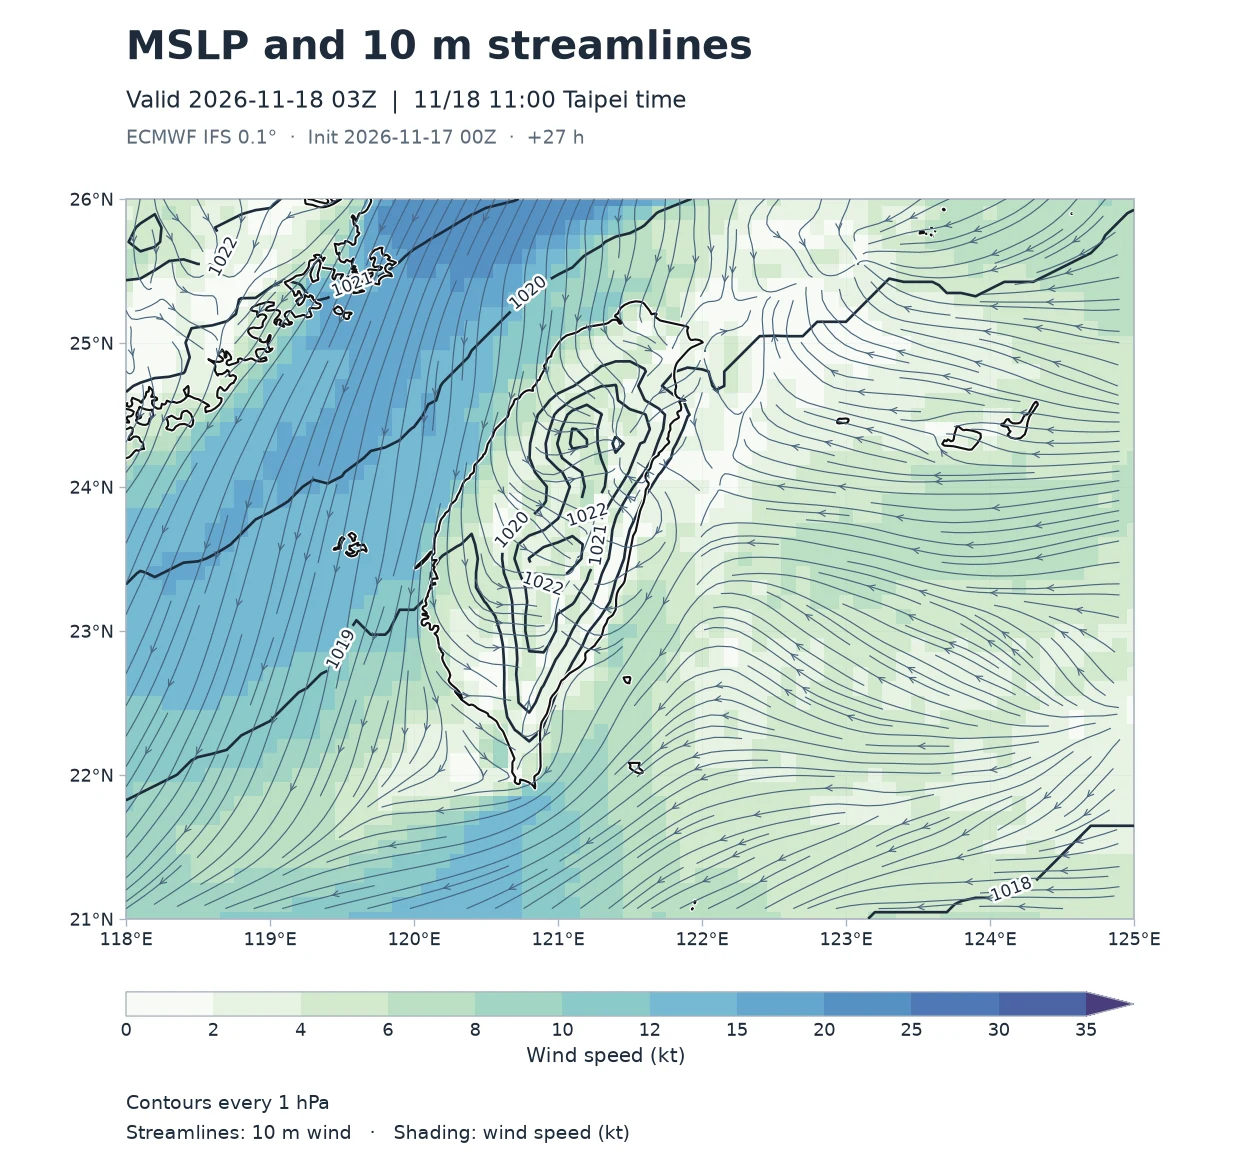 MSLP and 10 m streamlines
Valid 2026-11-18 03Z | 11/18 11:00 Taipei time
ECMWF IFS 0.1° · Init 2026-11-17 00Z · +27 h
26°N
1022
1021
1020
25°N
24°N
1022
1020
1021
1022
23°N
1019
22°N
1018
21°N
118°E 119°E 120°E 121°E 122°E 123°E 124°E 125°E
0 2 4 6 8 10 12 15 20 25 30 35
Wind speed (kt)
Contours every 1 hPa
Streamlines: 10 m wind · Shading: wind speed (kt)